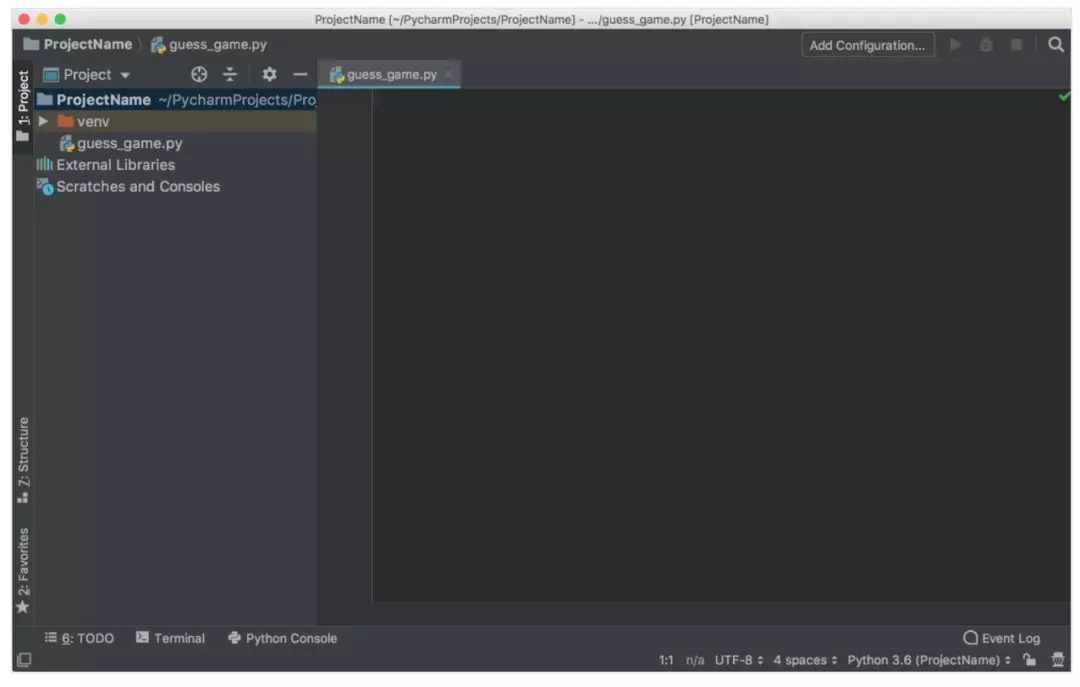 ProjectName [~/PycharmProjects/ProjectName] - .../guess_game.py [ProjectName]
ProjectName guess_game.py
Add Configuration...
1: Project
Project
guess_game.py
ProjectName ~/PycharmProjects/Pro
venv
guess_game.py
External Libraries
Scratches and Consoles
Z: Structure
2: Favorites
6: TODO Terminal Python Console Event Log
1:1 n/a UTF-8 4 spaces Python 3.6 (ProjectName)